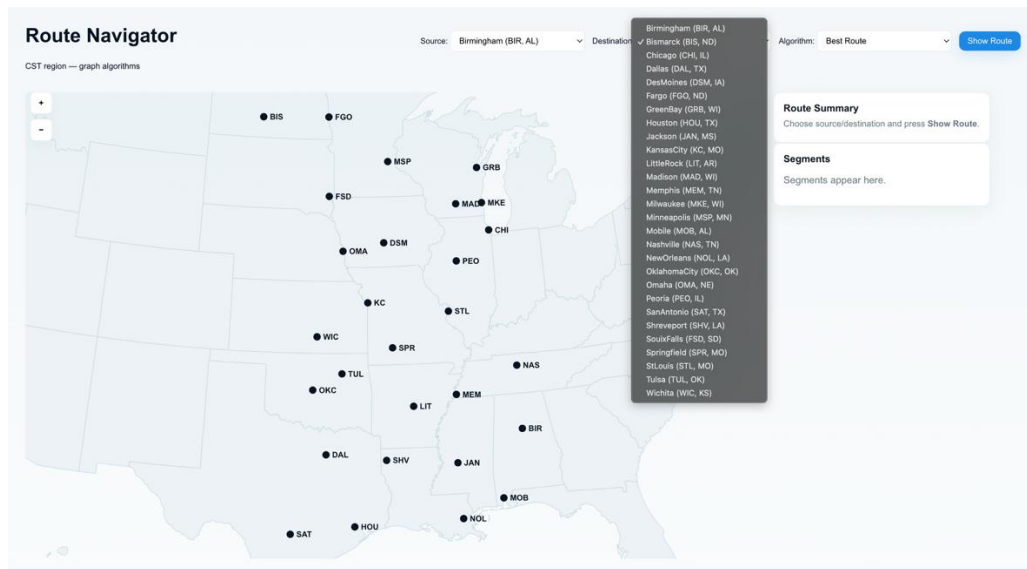 Route Navigator
CST region — graph algorithms
Source: Birmingham (BIR, AL)
Destination
Algorithm: Best Route
Show Route
Birmingham (BIR, AL)
✓ Bismarck (BIS, ND)
Chicago (CHI, IL)
Dallas (DAL, TX)
DesMoines (DSM, IA)
Fargo (FGO, ND)
GreenBay (GRB, WI)
Houston (HOU, TX)
Jackson (JAN, MS)
KansasCity (KC, MO)
LittleRock (LIT, AR)
Madison (MAD, WI)
Memphis (MEM, TN)
Milwaukee (MKE, WI)
Minneapolis (MSP, MN)
Mobile (MOB, AL)
Nashville (NAS, TN)
NewOrleans (NOL, LA)
OklahomaCity (OKC, OK)
Omaha (OMA, NE)
Peoria (PEO, IL)
SanAntonio (SAT, TX)
Shreveport (SHV, LA)
SouixFalls (FSD, SD)
Springfield (SPR, MO)
StLouis (STL, MO)
Tulsa (TUL, OK)
Wichita (WIC, KS)
+
-
BIS
FGO
MSP
GRB
FSD
MAD
MKE
CHI
DSM
OMA
PEO
KC
STL
WIC
SPR
NAS
TUL
OKC
MEM
LIT
BIR
DAL
SHV
JAN
MOB
NOL
HOU
SAT
Route Summary
Choose source/destination and press Show Route.
Segments
Segments appear here.